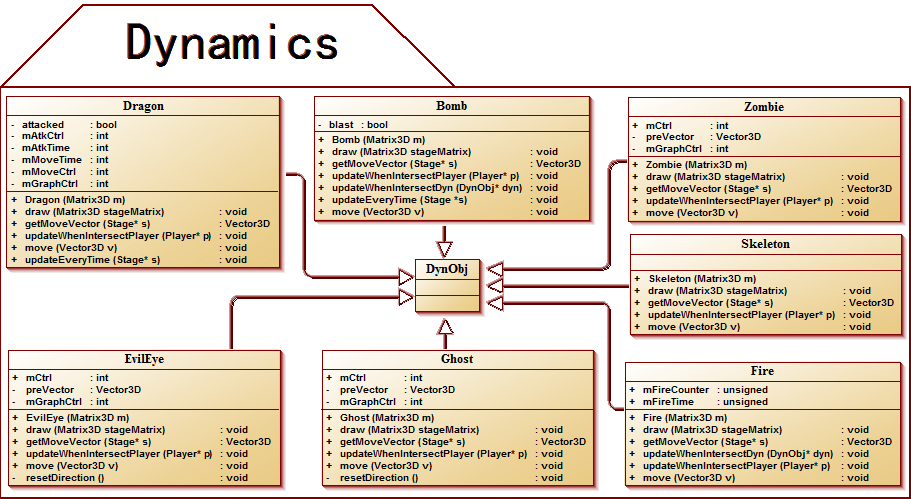 Dynamics
Dragon
- attacked : bool
- mAtkCtrl : int
- mAtkTime : int
- mMoveTime : int
- mMoveCtrl : int
- mGraphCtrl : int
+ Dragon (Matrix3D m)
+ draw (Matrix3D stageMatrix) : void
+ getMoveVector (Stage* s) : Vector3D
+ updateWhenIntersectPlayer (Player* p) : void
+ move (Vector3D v) : void
+ updateEveryTime (Stage* s) : void
Bomb
- blast : bool
+ Bomb (Matrix3D m)
+ draw (Matrix3D stageMatrix) : void
+ getMoveVector (Stage* s) : Vector3D
+ updateWhenIntersectPlayer (Player* p) : void
+ updateWhenIntersectDyn (DynObj* dyn) : void
+ updateEveryTime (Stage *s) : void
+ move (Vector3D v) : void
Zombie
+ mCtrl : int
- preVector : Vector3D
- mGraphCtrl : int
+ Zombie (Matrix3D m)
+ draw (Matrix3D stageMatrix) : void
+ getMoveVector (Stage* s) : Vector3D
+ updateWhenIntersectPlayer (Player* p) : void
+ move (Vector3D v) : void
Skeleton
+ Skeleton (Matrix3D m)
+ draw (Matrix3D stageMatrix) : void
+ getMoveVector (Stage* s) : Vector3D
+ updateWhenIntersectPlayer (Player* p) : void
+ move (Vector3D v) : void
DynObj
EvilEye
+ mCtrl : int
- preVector : Vector3D
- mGraphCtrl : int
+ EvilEye (Matrix3D m)
+ draw (Matrix3D stageMatrix) : void
+ getMoveVector (Stage* s) : Vector3D
+ updateWhenIntersectPlayer (Player* p) : void
+ move (Vector3D v) : void
- resetDirection () : void
Ghost
+ mCtrl : int
- preVector : Vector3D
- mGraphCtrl : int
+ Ghost (Matrix3D m)
+ draw (Matrix3D stageMatrix) : void
+ getMoveVector (Stage* s) : Vector3D
+ updateWhenIntersectPlayer (Player* p) : void
+ move (Vector3D v) : void
- resetDirection () : void
Fire
+ mFireCounter : unsigned
+ mFireTime : unsigned
+ Fire (Matrix3D m)
+ draw (Matrix3D stageMatrix) : void
+ getMoveVector (Stage* s) : Vector3D
+ updateWhenIntersectDyn (DynObj* dyn) : void
+ updateWhenIntersectPlayer (Player* p) : void
+ move (Vector3D v) : void